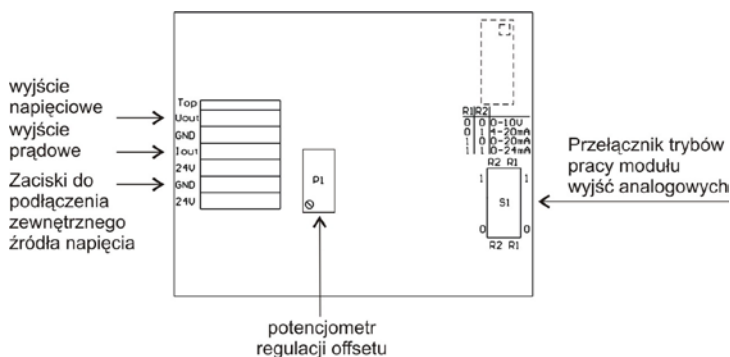 wyjście
napięciowe
wyjście
prądowe
Zaciski do
podłączenia
zewnętrznego
źródła napięcia
Top
Uout
GND
Iout
24V
GND
24V
P1
potencjometr
regulacji offsetu
R1 R2
0 0 0-10V
0 1 4-20mA
1 0 0-20mA
1 1 0-24mA
R2 R1
1 1
S1
0 0
R2 R1
Przełącznik trybów
pracy modułu
wyjść analogowych